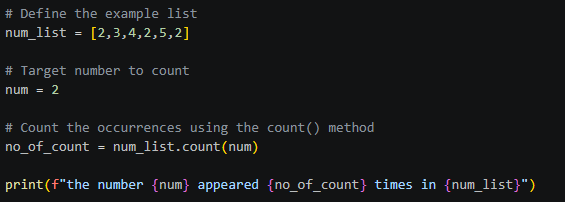 # Define the example list
num_list = [2,3,4,2,5,2]
# Target number to count
num = 2
# Count the occurrences using the count() method
no_of_count = num_list.count(num)
print(f"the number {num} appeared {no_of_count} times in {num_list}")